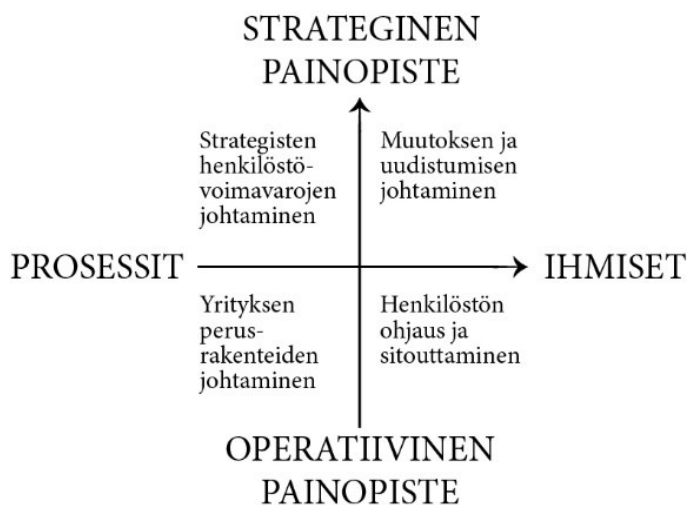 STRATEGINEN
PAINOPISTE
Strategisten
henkilöstö-
voimavarojen
johtaminen
Muutoksen ja
uudistumisen
johtaminen
PROSESSIT
IHMISET
Yrityksen
perus-
rakenteiden
johtaminen
Henkilöstön
ohjaus ja
sitouttaminen
OPERATIIVINEN
PAINOPISTE